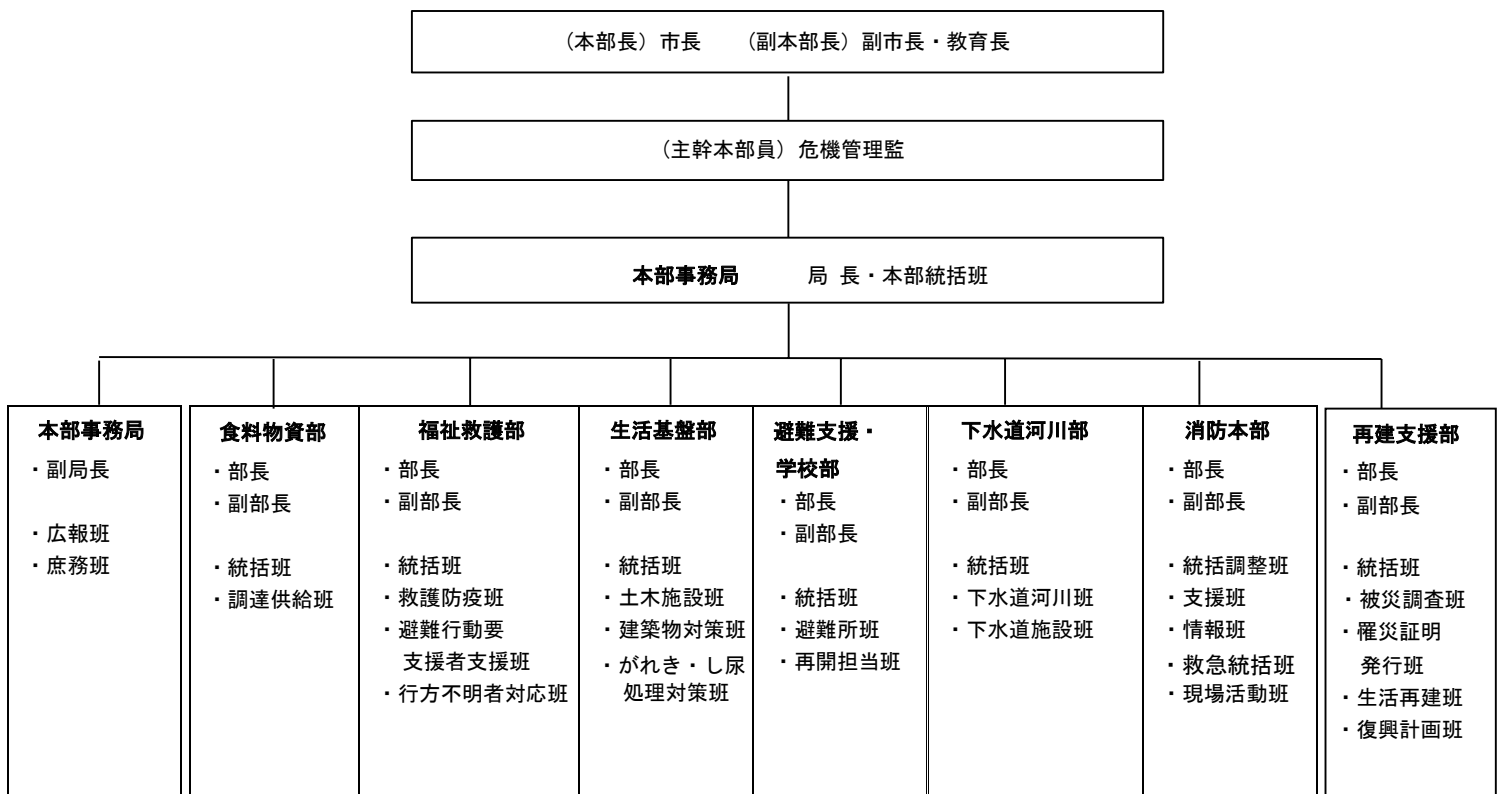 （本部長）市長　（副本部長）副市長・教育長
（主幹本部員）危機管理監
本部事務局　局 長・本部統括班
本部事務局
・副局長
・広報班
・庶務班
食料物資部
・部長
・副部長
・統括班
・調達供給班
福祉救護部
・部長
・副部長
・統括班
・救護防疫班
・避難行動要
支援者支援班
・行方不明者対応班
生活基盤部
・部長
・副部長
・統括班
・土木施設班
・建築物対策班
・がれき・し尿
処理対策班
避難支援・
学校部
・部長
・副部長
・統括班
・避難所班
・再開担当班
下水道河川部
・部長
・副部長
・統括班
・下水道河川班
・下水道施設班
消防本部
・部長
・副部長
・統括調整班
・支援班
・情報班
・救急統括班
・現場活動班
再建支援部
・部長
・副部長
・統括班
・被災調査班
・罹災証明
発行班
・生活再建班
・復興計画班